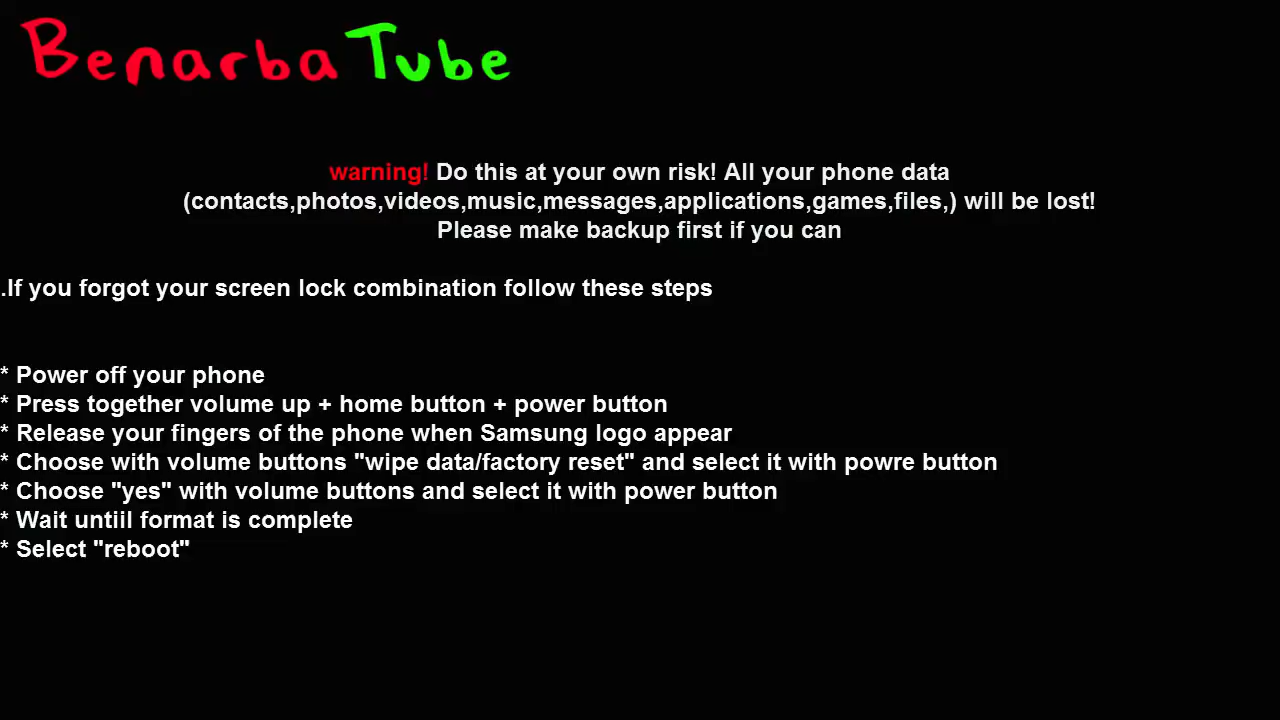 Benarba Tube
warning! Do this at your own risk! All your phone data
(contacts,photos,videos,music,messages,applications,games,files,) will be lost!
Please make backup first if you can
.If you forgot your screen lock combination follow these steps
* Power off your phone
* Press together volume up + home button + power button
* Release your fingers of the phone when Samsung logo appear
* Choose with volume buttons "wipe data/factory reset" and select it with powre button
* Choose "yes" with volume buttons and select it with power button
* Wait untiil format is complete
* Select "reboot"